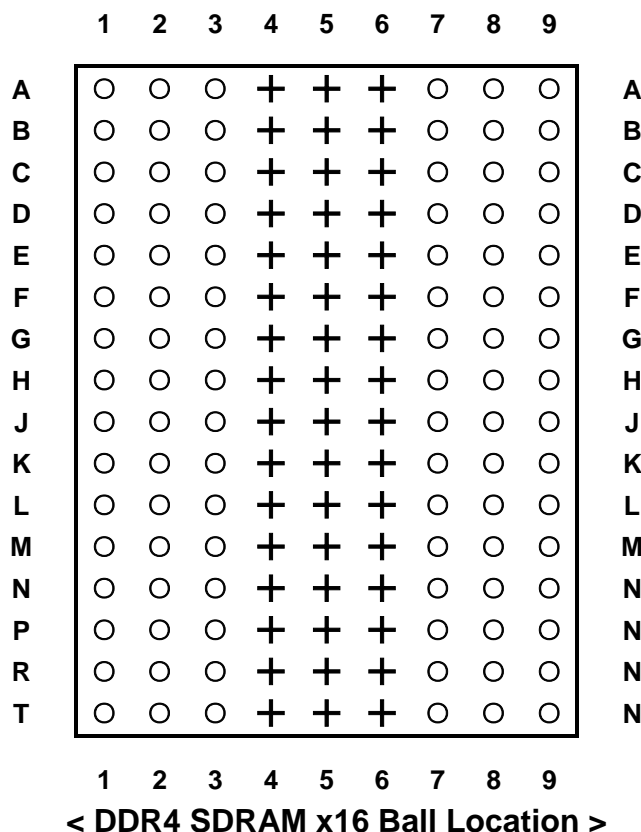 1 2 3 4 5 6 7 8 9
A A
B B
C C
D D
E E
F F
G G
H H
J J
K K
L L
M M
N N
P N
R N
T N
1 2 3 4 5 6 7 8 9
< DDR4 SDRAM x16 Ball Location >